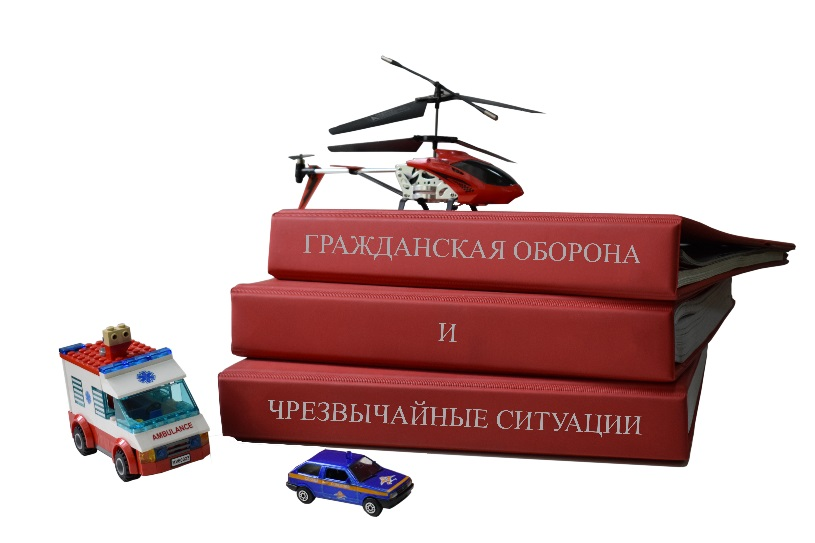 ГРАЖДАНСКАЯ ОБОРОНА
И
ЧРЕЗВЫЧАЙНЫЕ СИТУАЦИИ
AMBULANCE